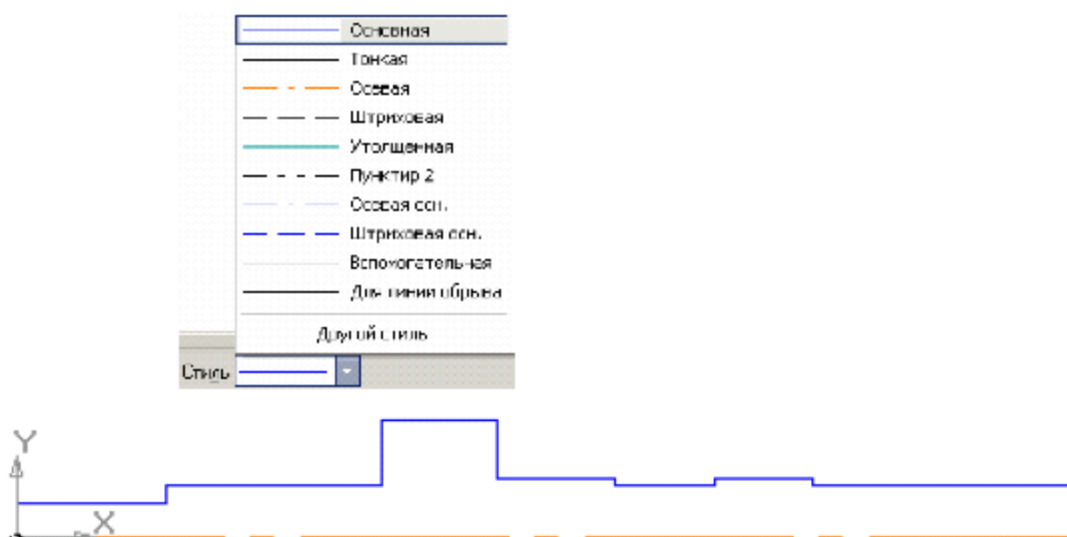 Основная
Тонкая
Осевая
Штриховая
Утолщенная
Пунктир 2
Осевая осн.
Штриховая осн.
Вспомогательная
Для линии обрыва
Другой стиль
Стиль
Y
X